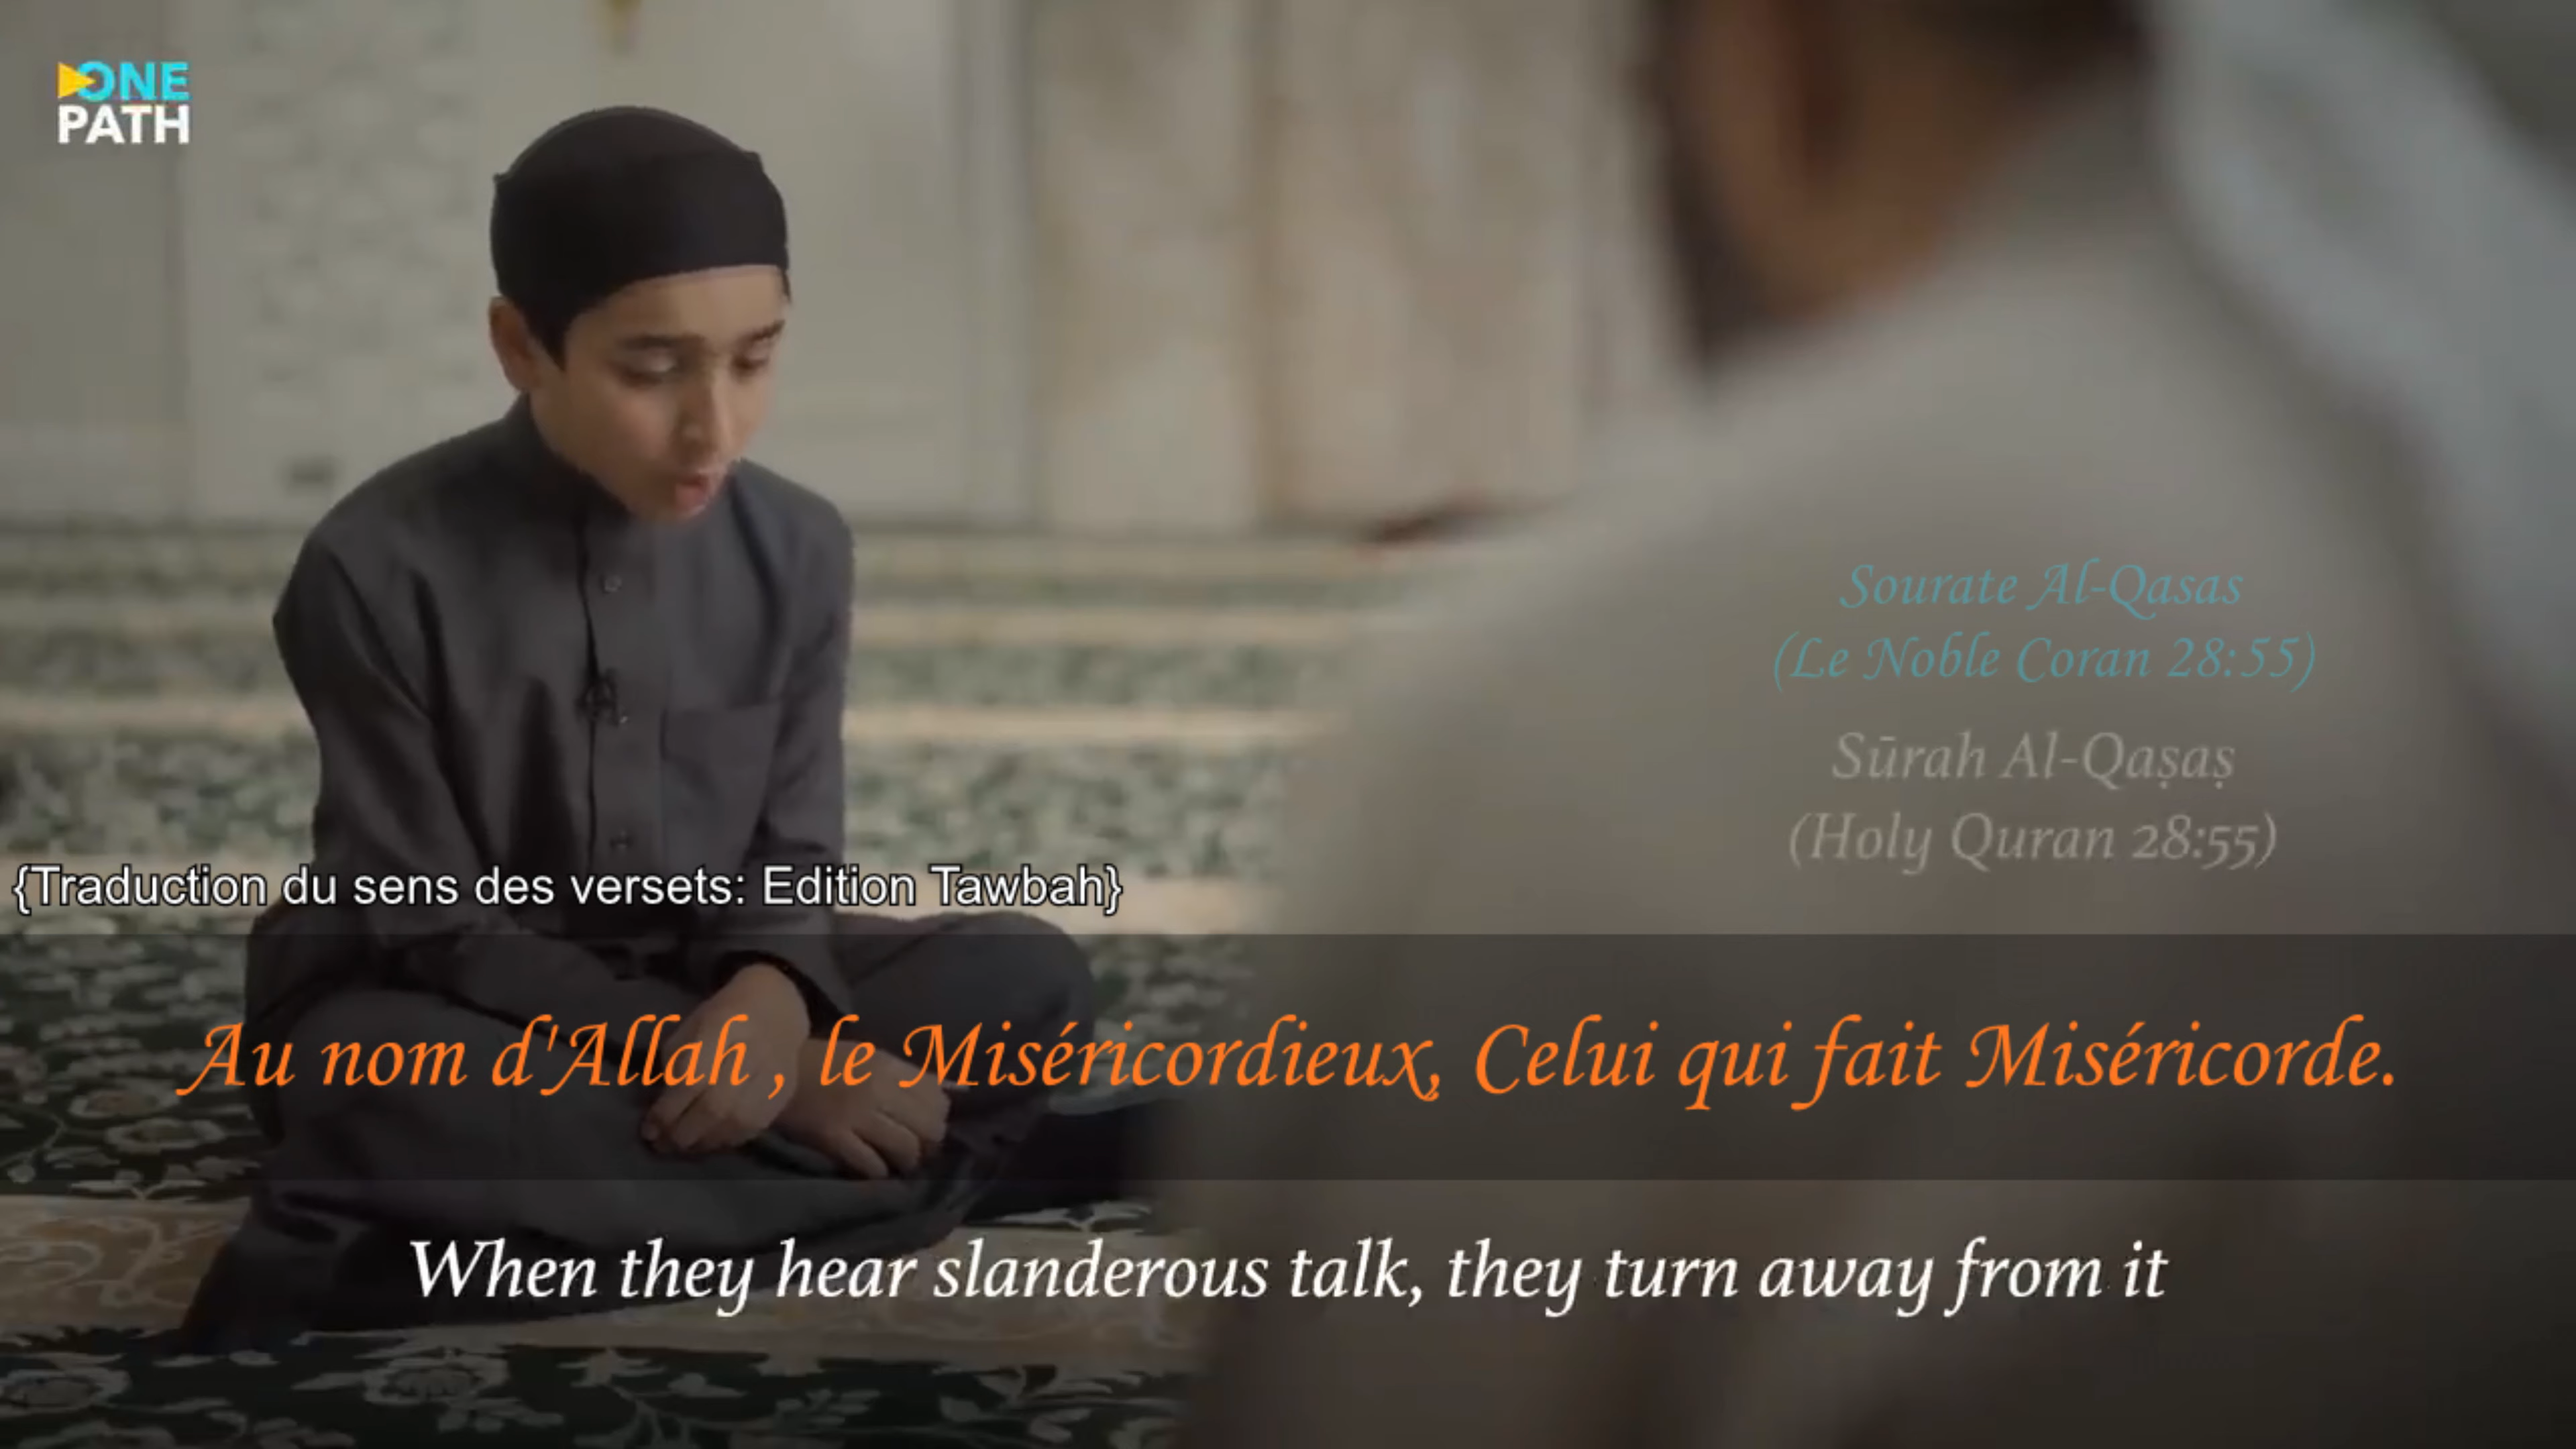 ONE
PATH
Sourate Al-Qasas
(Le Noble Coran 28:55)
Sūrah Al-Qaṣaṣ
(Holy Quran 28:55)
{Traduction du sens des versets: Edition Tawbah}
Au nom d'Allah , le Miséricordieux, Celui qui fait Miséricorde.
When they hear slanderous talk, they turn away from it